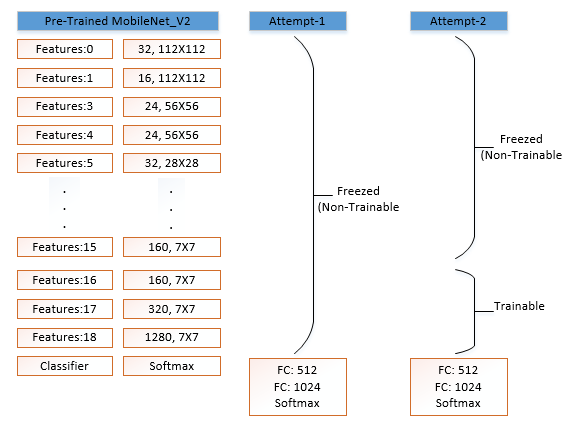 Pre-Trained MobileNet_V2
Attempt-1
Attempt-2
Features:0
32, 112X112
Features:1
16, 112X112
Features:3
24, 56X56
Features:4
24, 56X56
Features:5
32, 28X28
.
.
.
.
.
.
Features:15
160, 7X7
Features:16
160, 7X7
Features:17
320, 7X7
Features:18
1280, 7X7
Classifier
Softmax
Freezed
(Non-Trainable
FC: 512
FC: 1024
Softmax
Freezed
(Non-Trainable
Trainable
FC: 512
FC: 1024
Softmax